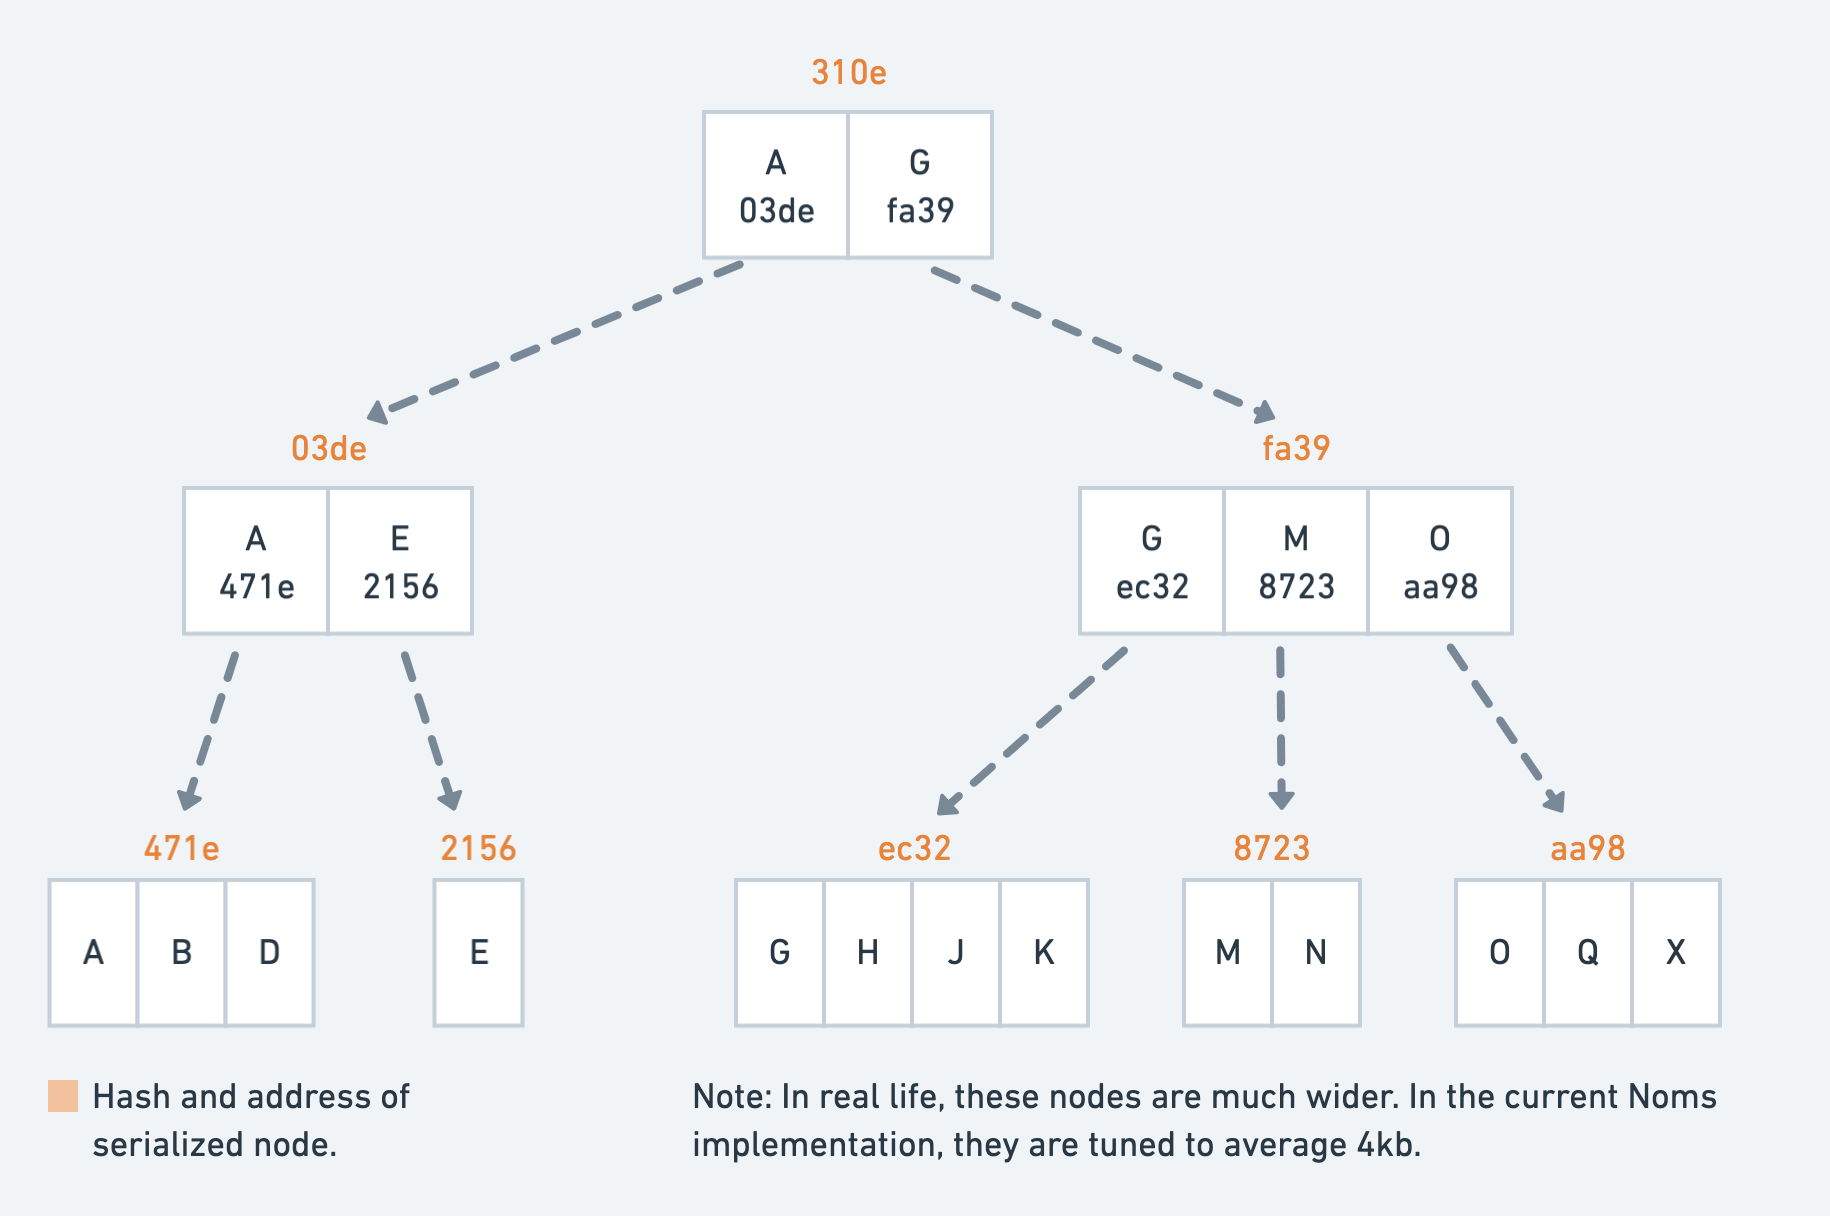 310e
A G
03de fa39
03de fa39
A E G M O
471e 2156 ec32 8723 aa98
471e 2156 ec32 8723 aa98
A B D E G H J K M N O Q X
Hash and address of
serialized node.
Note: In real life, these nodes are much wider. In the current Noms
implementation, they are tuned to average 4kb.